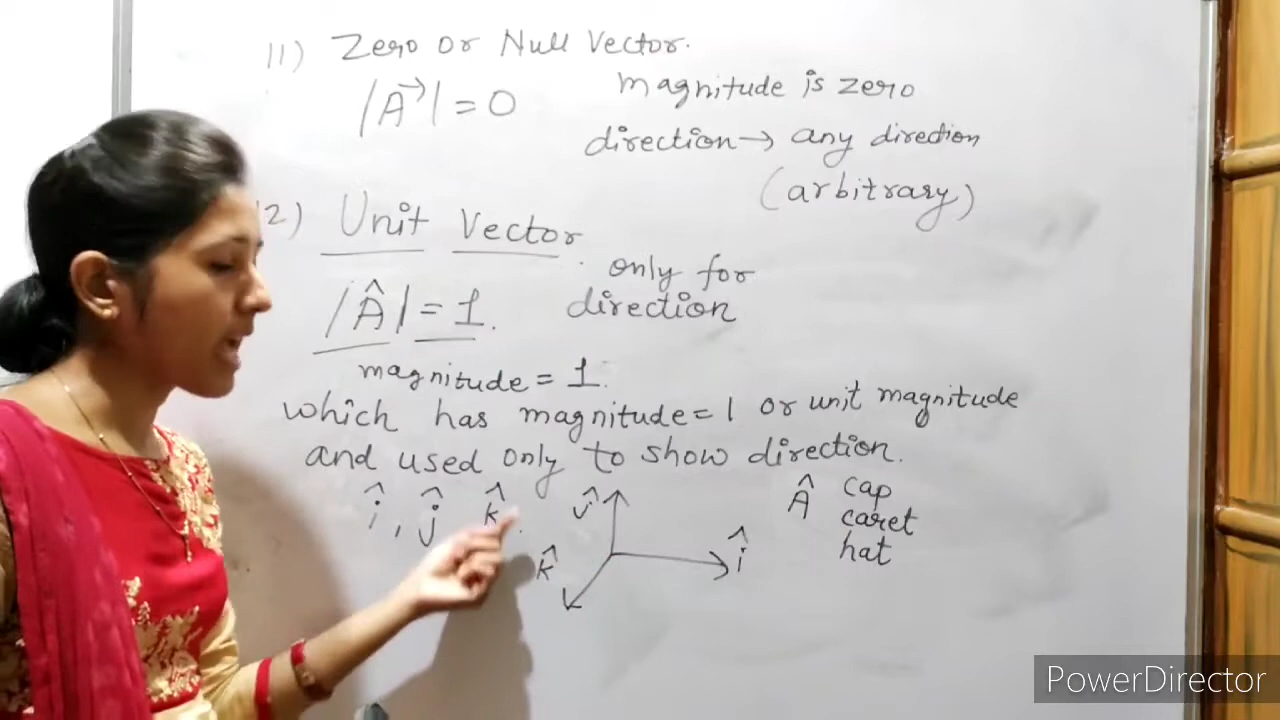 11) Zero or Null Vector.
|A⃗| = 0
magnitude is zero
direction → any direction
(arbitrary)
12) Unit Vector
|Â| = 1.
only for
direction
magnitude = 1.
which has magnitude = 1 or unit magnitude
and used only to show direction.
î, ĵ k̂.
ĵ
k̂
î
Â cap
caret
hat
PowerDirector